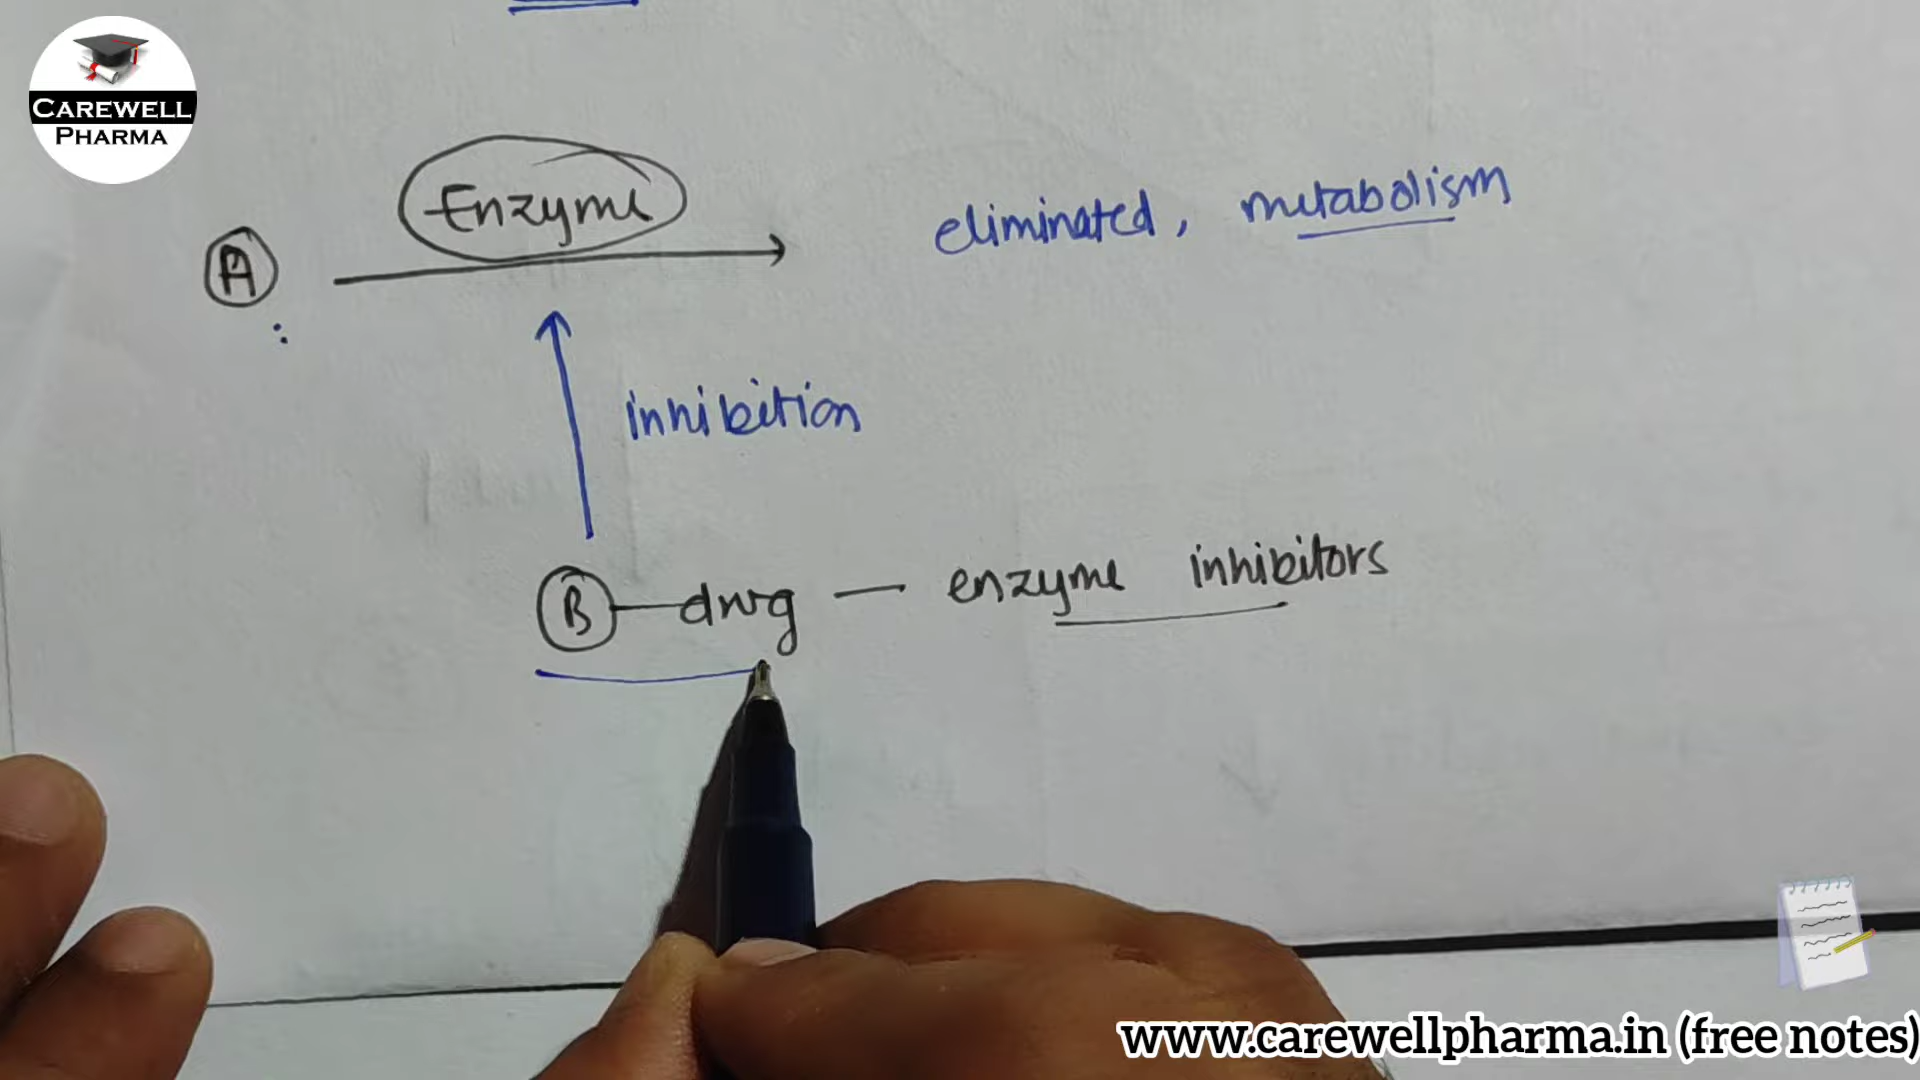 CAREWELL
PHARMA
Enzyme
A
eliminated, metabolism
inhibition
B — drug — enzyme inhibitors
www.carewellpharma.in (free notes)